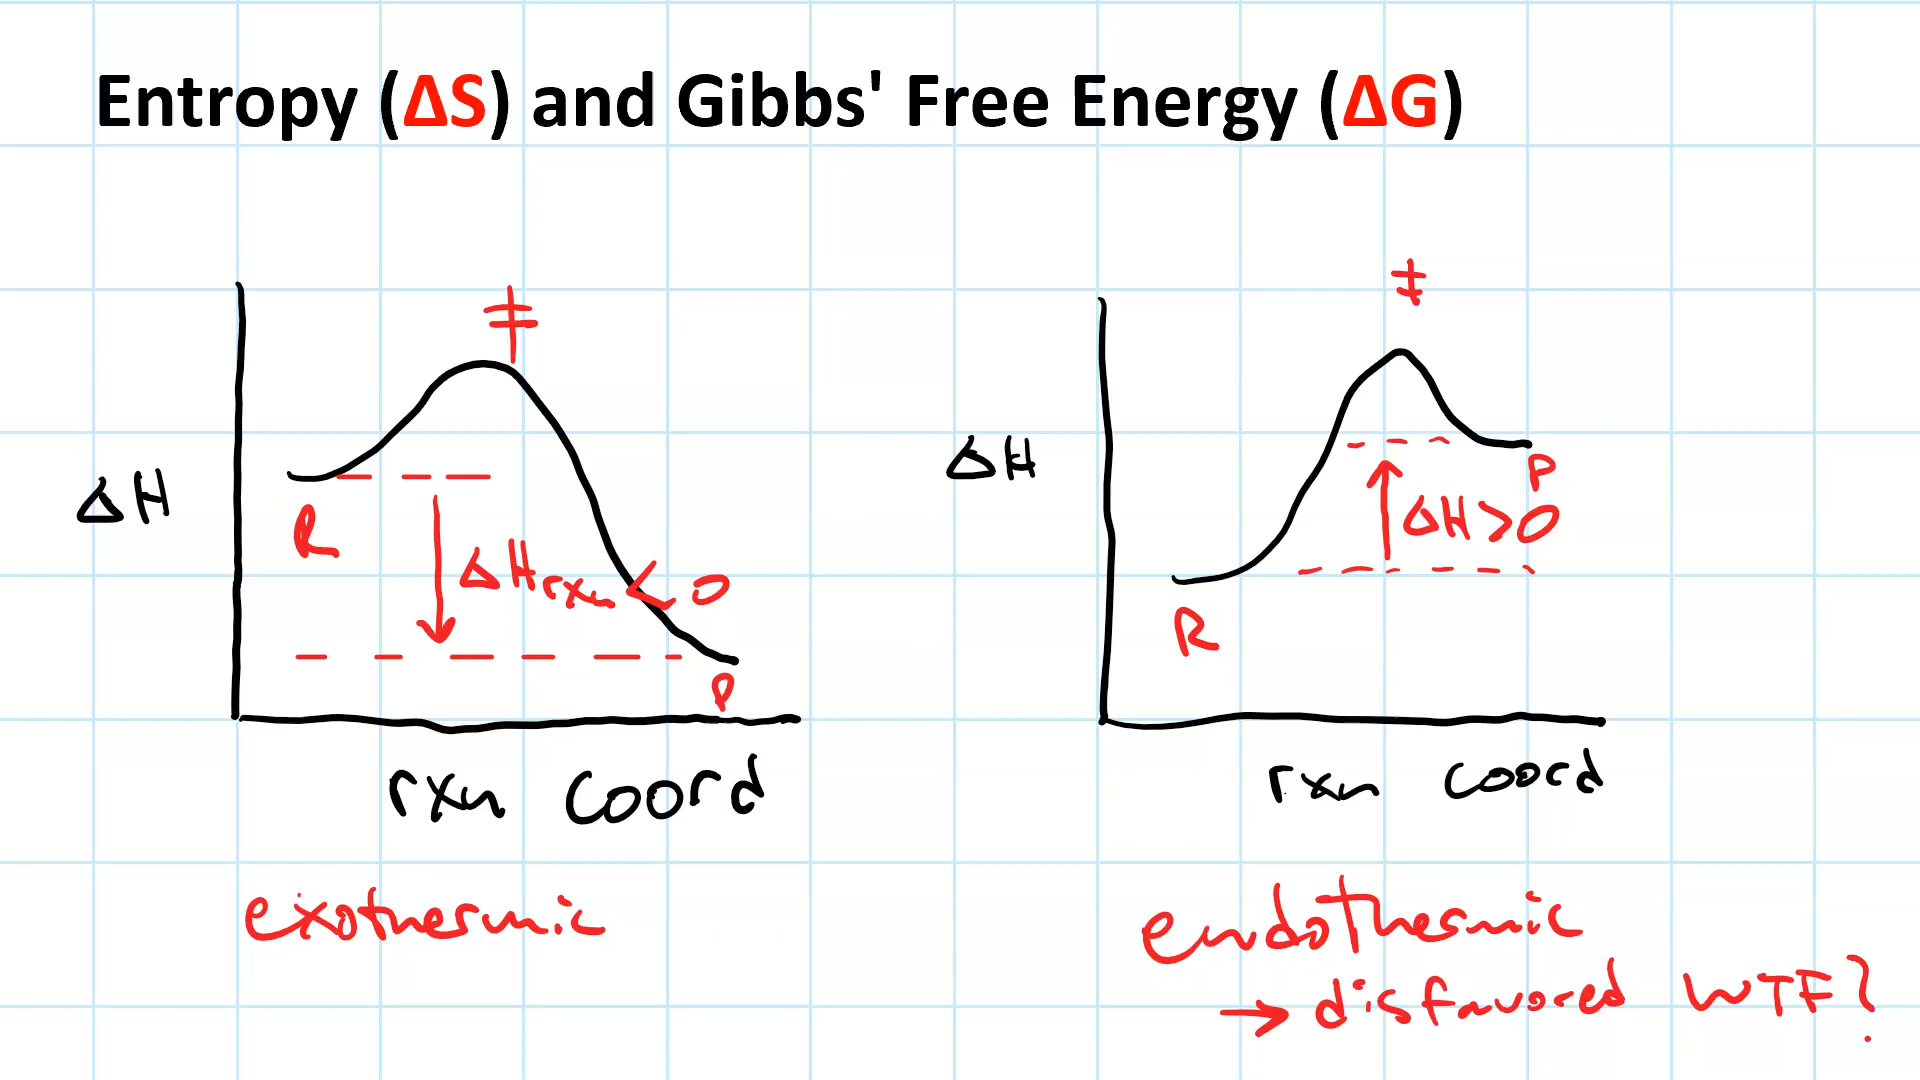 Entropy (ΔS) and Gibbs' Free Energy (ΔG)
‡
ΔH
R
ΔHrxn < 0
P
rxn coord
exothermic
‡
ΔH
P
ΔH>0
R
rxn coord
endothermic
→ disfavored WTF?